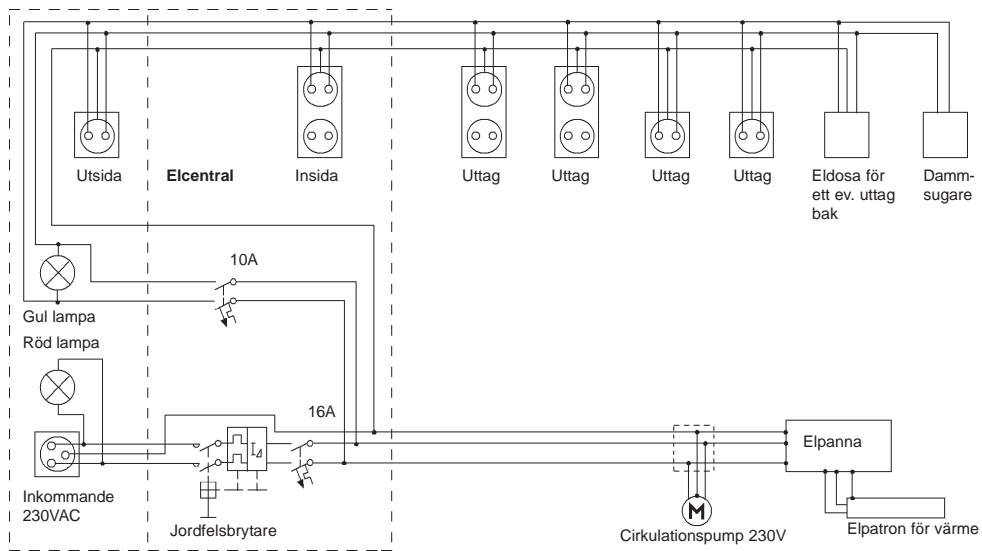 Utsida
Elcentral
Insida
Uttag
Uttag
Uttag
Uttag
Eldosa för
ett ev. uttag
bak
Damm-
sugare
10A
Gul lampa
Röd lampa
16A
Elpanna
I∆
M
Inkommande
230VAC
Jordfelsbrytare
Cirkulationspump 230V
Elpatron för värme